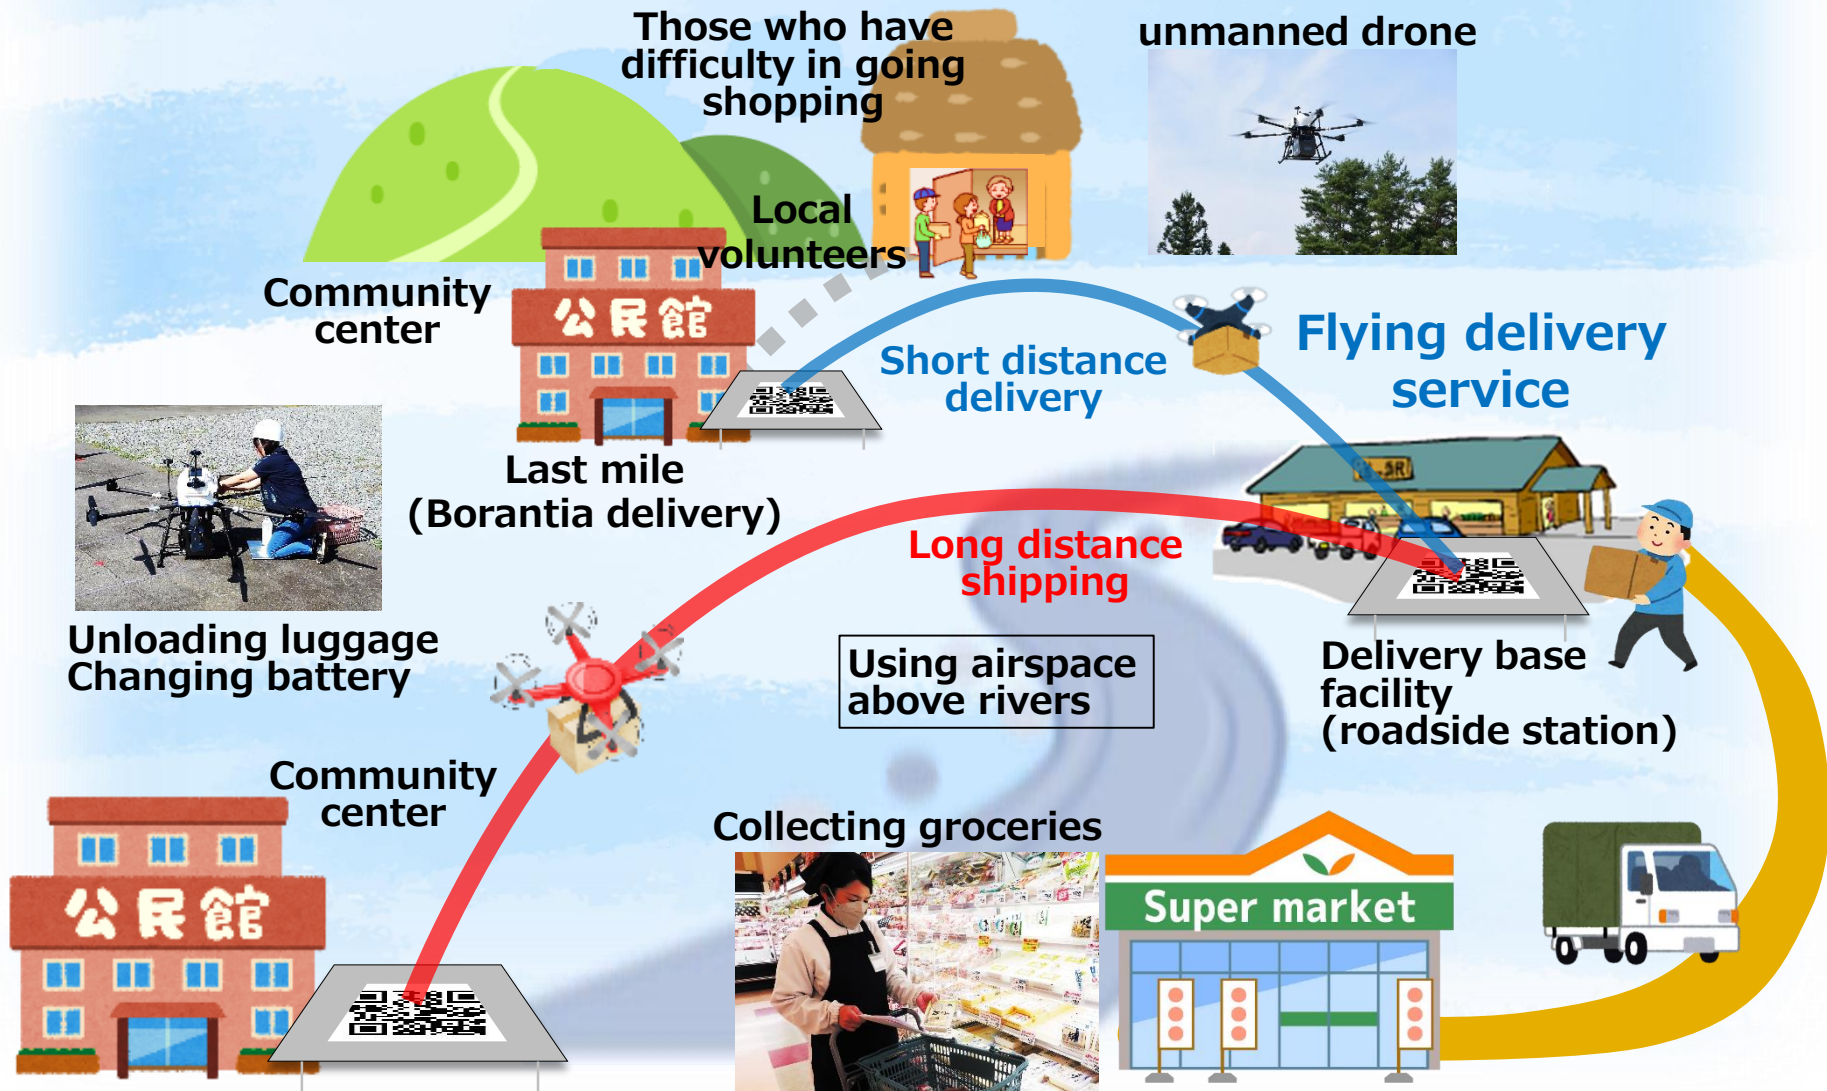 Those who have
difficulty in going
shopping
unmanned drone
Local
volunteers
Community
center
公民館
Short distance
delivery
Flying delivery
service
Last mile
(Borantia delivery)
Long distance
shipping
Unloading luggage
Changing battery
Using airspace
above rivers
Delivery base
facility
(roadside station)
Community
center
公民館
Collecting groceries
Super market